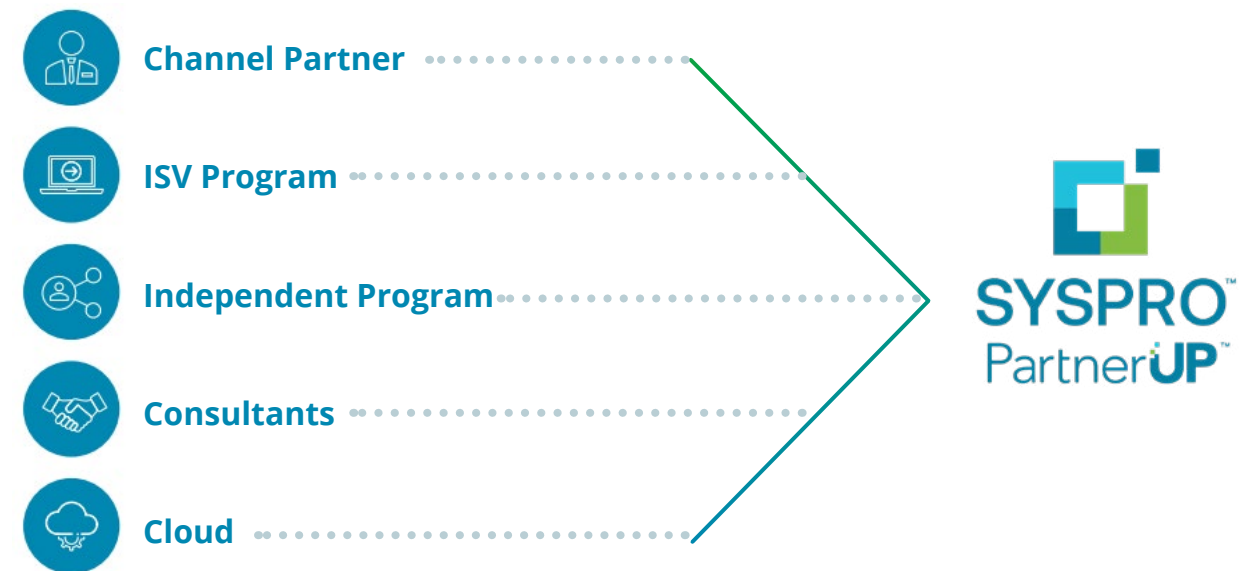 Channel Partner
ISV Program
Independent Program
Consultants
Cloud
SYSPRO™
PartnerUP™